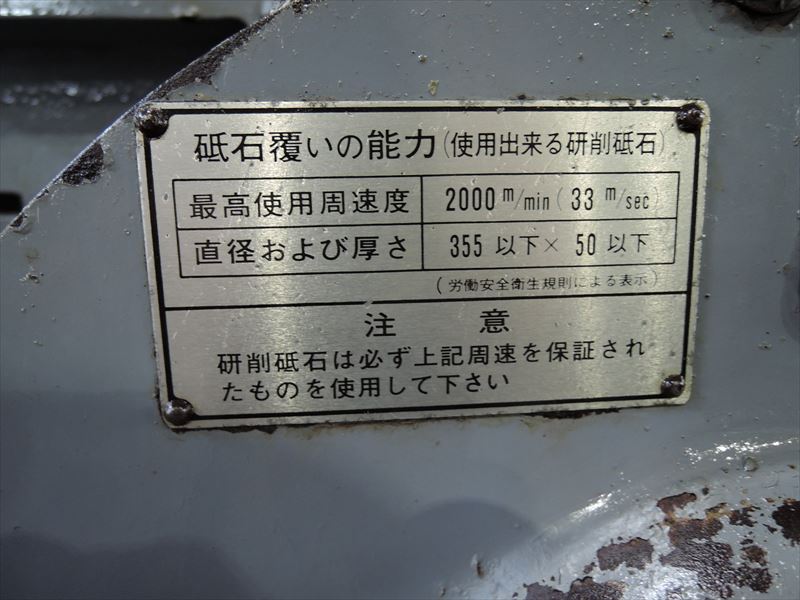 砥石覆いの能力(使用出来る研削砥石)
最高使用周速度 2000 m/min (33 m/sec)
直径および厚さ 355 以下× 50 以下
(労働安全衛生規則による表示)
注 意
研削砥石は必ず上記周速を保証され
たものを使用して下さい